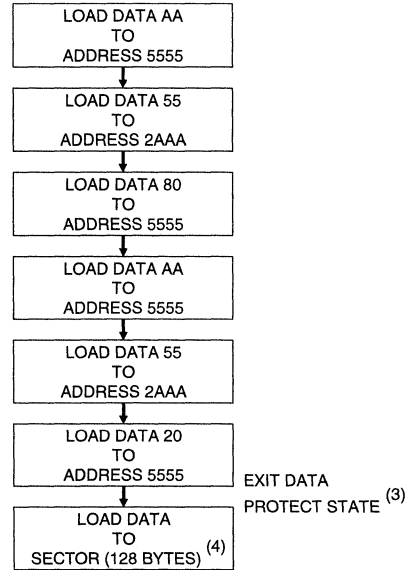 LOAD DATA AA
TO
ADDRESS 5555
LOAD DATA 55
TO
ADDRESS 2AAA
LOAD DATA 80
TO
ADDRESS 5555
LOAD DATA AA
TO
ADDRESS 5555
LOAD DATA 55
TO
ADDRESS 2AAA
LOAD DATA 20
TO
ADDRESS 5555
EXIT DATA
PROTECT STATE (3)
LOAD DATA
TO
SECTOR (128 BYTES) (4)